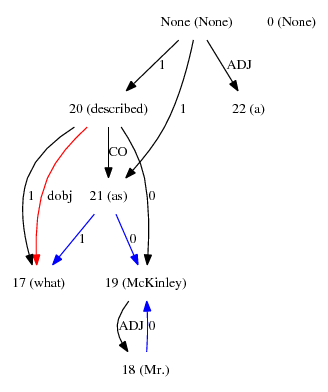 None (None) 0 (None)
1 ADJ
20 (described) 1 22 (a)
CO
1 dobj 21 (as) 0
1 0
17 (what) 19 (McKinley)
ADJ 0
18 (Mr.)